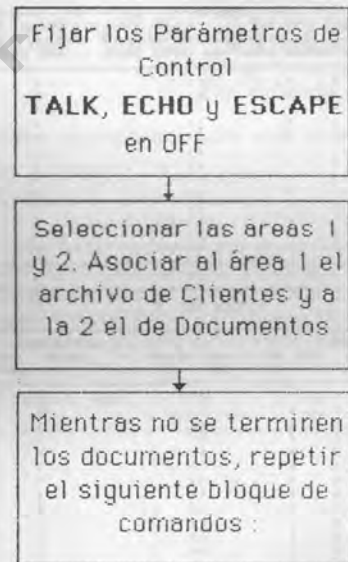 Fijar los Parámetros de
Control
TALK, ECHO y ESCAPE
en OFF
Seleccionar las áreas 1
y 2. Asociar al área 1 el
archivo de Clientes y a
la 2 el de Documentos
Mientras no se terminen
los documentos, repetir
el siguiente bloque de
comandos :